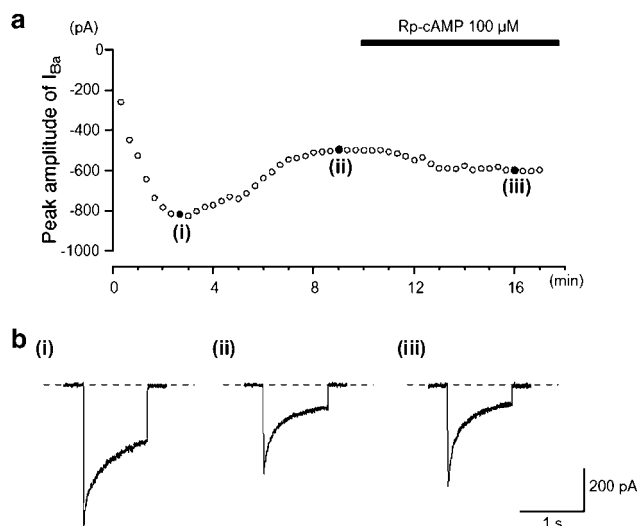 a
(pA)
Rp-cAMP 100 μM
Peak amplitude of I_Ba
0
-200
-400
-600
-800
-1000
(i)
(ii)
(iii)
0 4 8 12 16 (min)
b
(i) (ii) (iii)
200 pA
1 s